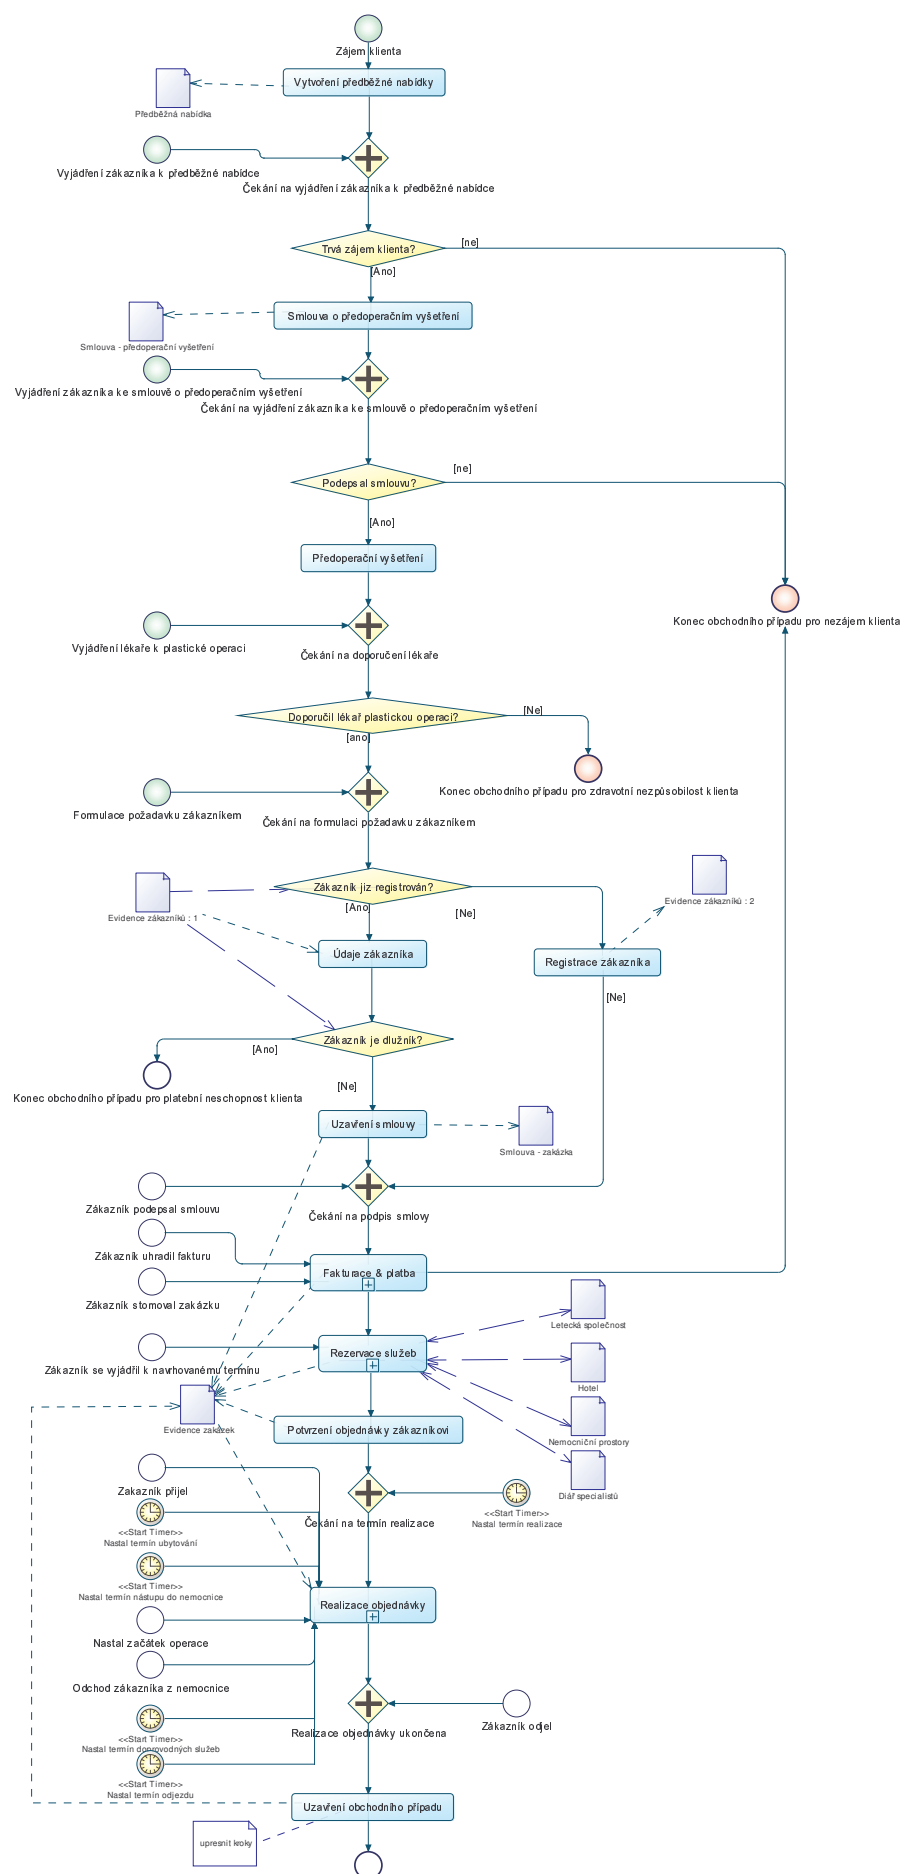 Zájem klienta
Vytvoření předběžné nabídky
Předběžná nabídka
Vyjádření zákazníka k předběžné nabídce
Čekání na vyjádření zákazníka k předběžné nabídce
Trvá zájem klienta?
[ne]
[Ano]
Smlouva o předoperačním vyšetření
Smlouva - předoperační vyšetření
Vyjádření zákazníka ke smlouvě o předoperačním vyšetření
Čekání na vyjádření zákazníka ke smlouvě o předoperačním vyšetření
[ne]
Podepsal smlouvu?
[Ano]
Předoperační vyšetření
Konec obchodního případu pro nezájem klienta
Vyjádření lékaře k plastické operaci
Čekání na doporučení lékaře
[Ne]
Doporučil lékař plastickou operaci?
[ano]
Konec obchodního případu pro zdravotní nezpůsobilost klienta
Formulace požadavku zákazníkem
Čekání na formulaci požadavku zákazníkem
Zákazník jiz registrován?
Evidence zákazníků : 2
[Ano]
[Ne]
Evidence zákazníků : 1
Údaje zákazníka
Registrace zákazníka
[Ne]
Zákazník je dlužník?
[Ano]
[Ne]
Konec obchodního případu pro platební neschopnost klienta
Uzavření smlouvy
Smlouva - zakázka
Zákazník podepsal smlouvu
Čekání na podpis smlovy
Zákazník uhradil fakturu
Fakturace & platba
Zákazník stornoval zakázku
Letecká společnost
Rezervace služeb
Zákazník se vyjádřil k navrhovanému termínu
Hotel
Evidence zakázek
Potvrzení objednávky zákazníkovi
Nemocniční prostory
Zakazník přijel
Diář specialistů
<<Start Timer>>
Nastal termín realizace
Čekání na termín realizace
<<Start Timer>>
Nastal termín ubytování
<<Start Timer>>
Nastal termín nástupu do nemocnice
Realizace objednávky
Nastal začátek operace
Odchod zákazníka z nemocnice
Zákazník odjel
Realizace objednávky ukončena
<<Start Timer>>
Nastal termín doprovodných služeb
<<Start Timer>>
Nastal termín odjezdu
Uzavření obchodního případu
upresnit kroky